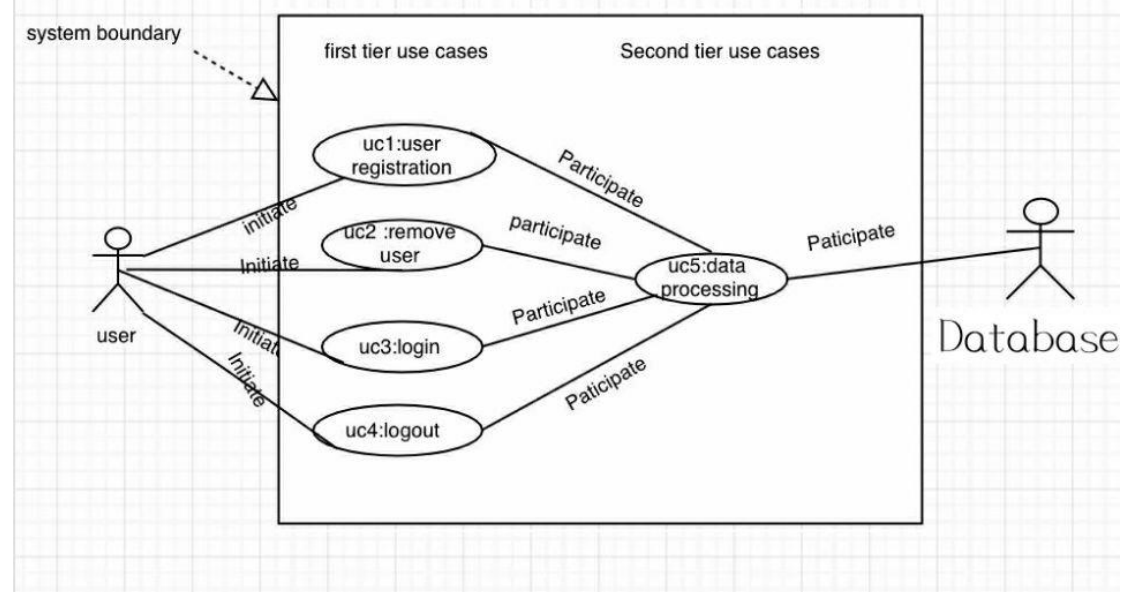 system boundary
first tier use cases
Second tier use cases
uc1:user
registration
Participate
initiate
uc2 :remove
user
participate
Paticipate
Initiate
uc5:data
processing
user
Participate
Database
Initiat
uc3:login
Initiate
Paticipate
uc4:logout